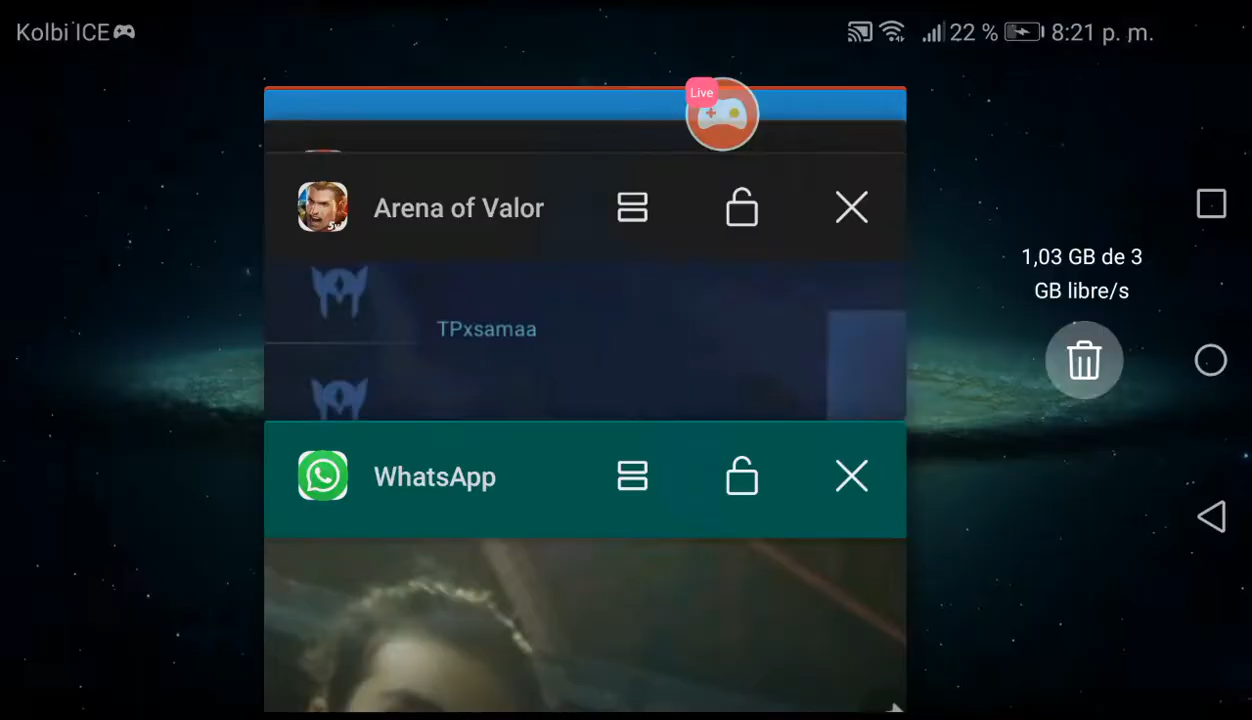 Kolbi ICE
22 % 8:21 p. m.
Live
Arena of Valor
TPxsamaa
1,03 GB de 3
GB libre/s
WhatsApp